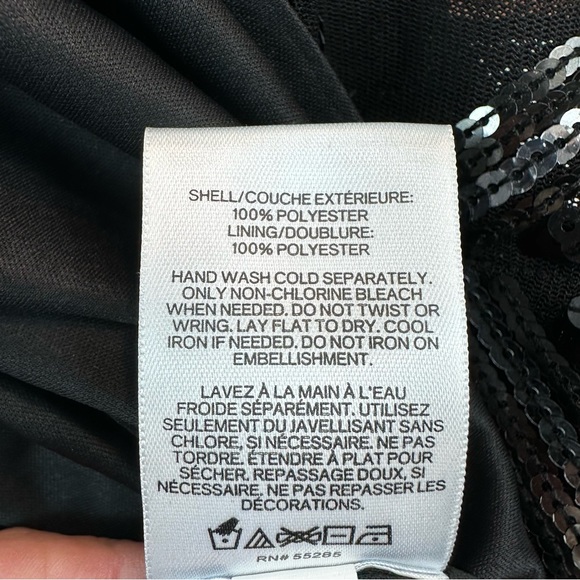 SHELL/COUCHE EXTÉRIEURE:
100% POLYESTER
LINING/DOUBLURE:
100% POLYESTER
HAND WASH COLD SEPARATELY.
ONLY NON-CHLORINE BLEACH
WHEN NEEDED. DO NOT TWIST OR
WRING. LAY FLAT TO DRY. COOL
IRON IF NEEDED. DO NOT IRON ON
EMBELLISHMENT.
LAVEZ À LA MAIN À L'EAU
FROIDE SÉPARÉMENT. UTILISEZ
SEULEMENT DU JAVELLISANT SANS
CHLORE, SI NÉCESSAIRE. NE PAS
TORDRE. ÉTENDRE À PLAT POUR
SÉCHER. REPASSAGE DOUX, SI
NÉCESSAIRE. NE PAS REPASSER LES
DÉCORATIONS.
RN# 55285